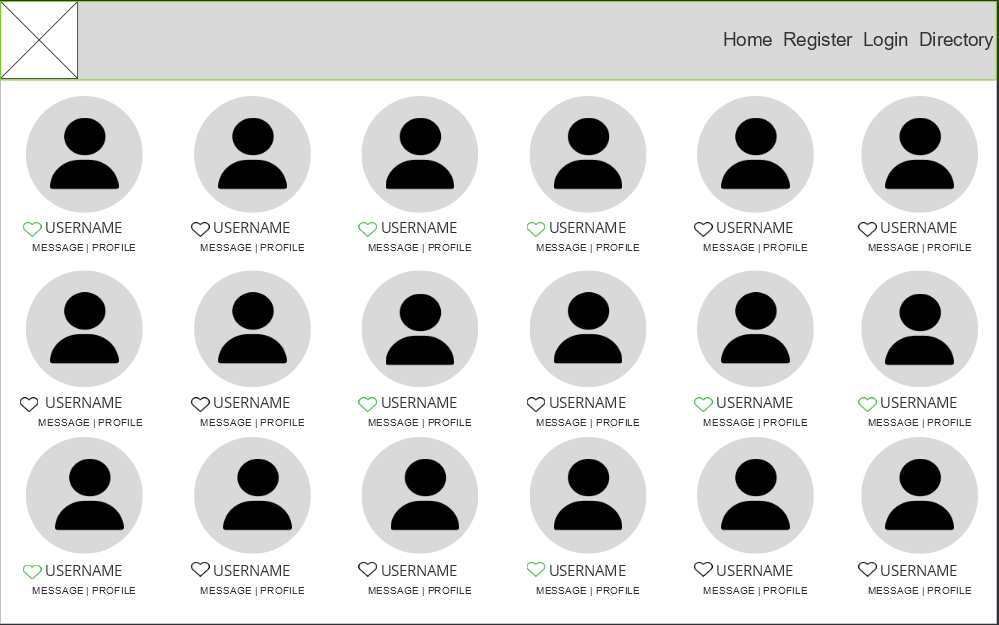 Home Register Login Directory
USERNAME USERNAME USERNAME USERNAME USERNAME USERNAME
MESSAGE | PROFILE MESSAGE | PROFILE MESSAGE | PROFILE MESSAGE | PROFILE MESSAGE | PROFILE MESSAGE | PROFILE
USERNAME USERNAME USERNAME USERNAME USERNAME USERNAME
MESSAGE | PROFILE MESSAGE | PROFILE MESSAGE | PROFILE MESSAGE | PROFILE MESSAGE | PROFILE MESSAGE | PROFILE
USERNAME USERNAME USERNAME USERNAME USERNAME USERNAME
MESSAGE | PROFILE MESSAGE | PROFILE MESSAGE | PROFILE MESSAGE | PROFILE MESSAGE | PROFILE MESSAGE | PROFILE